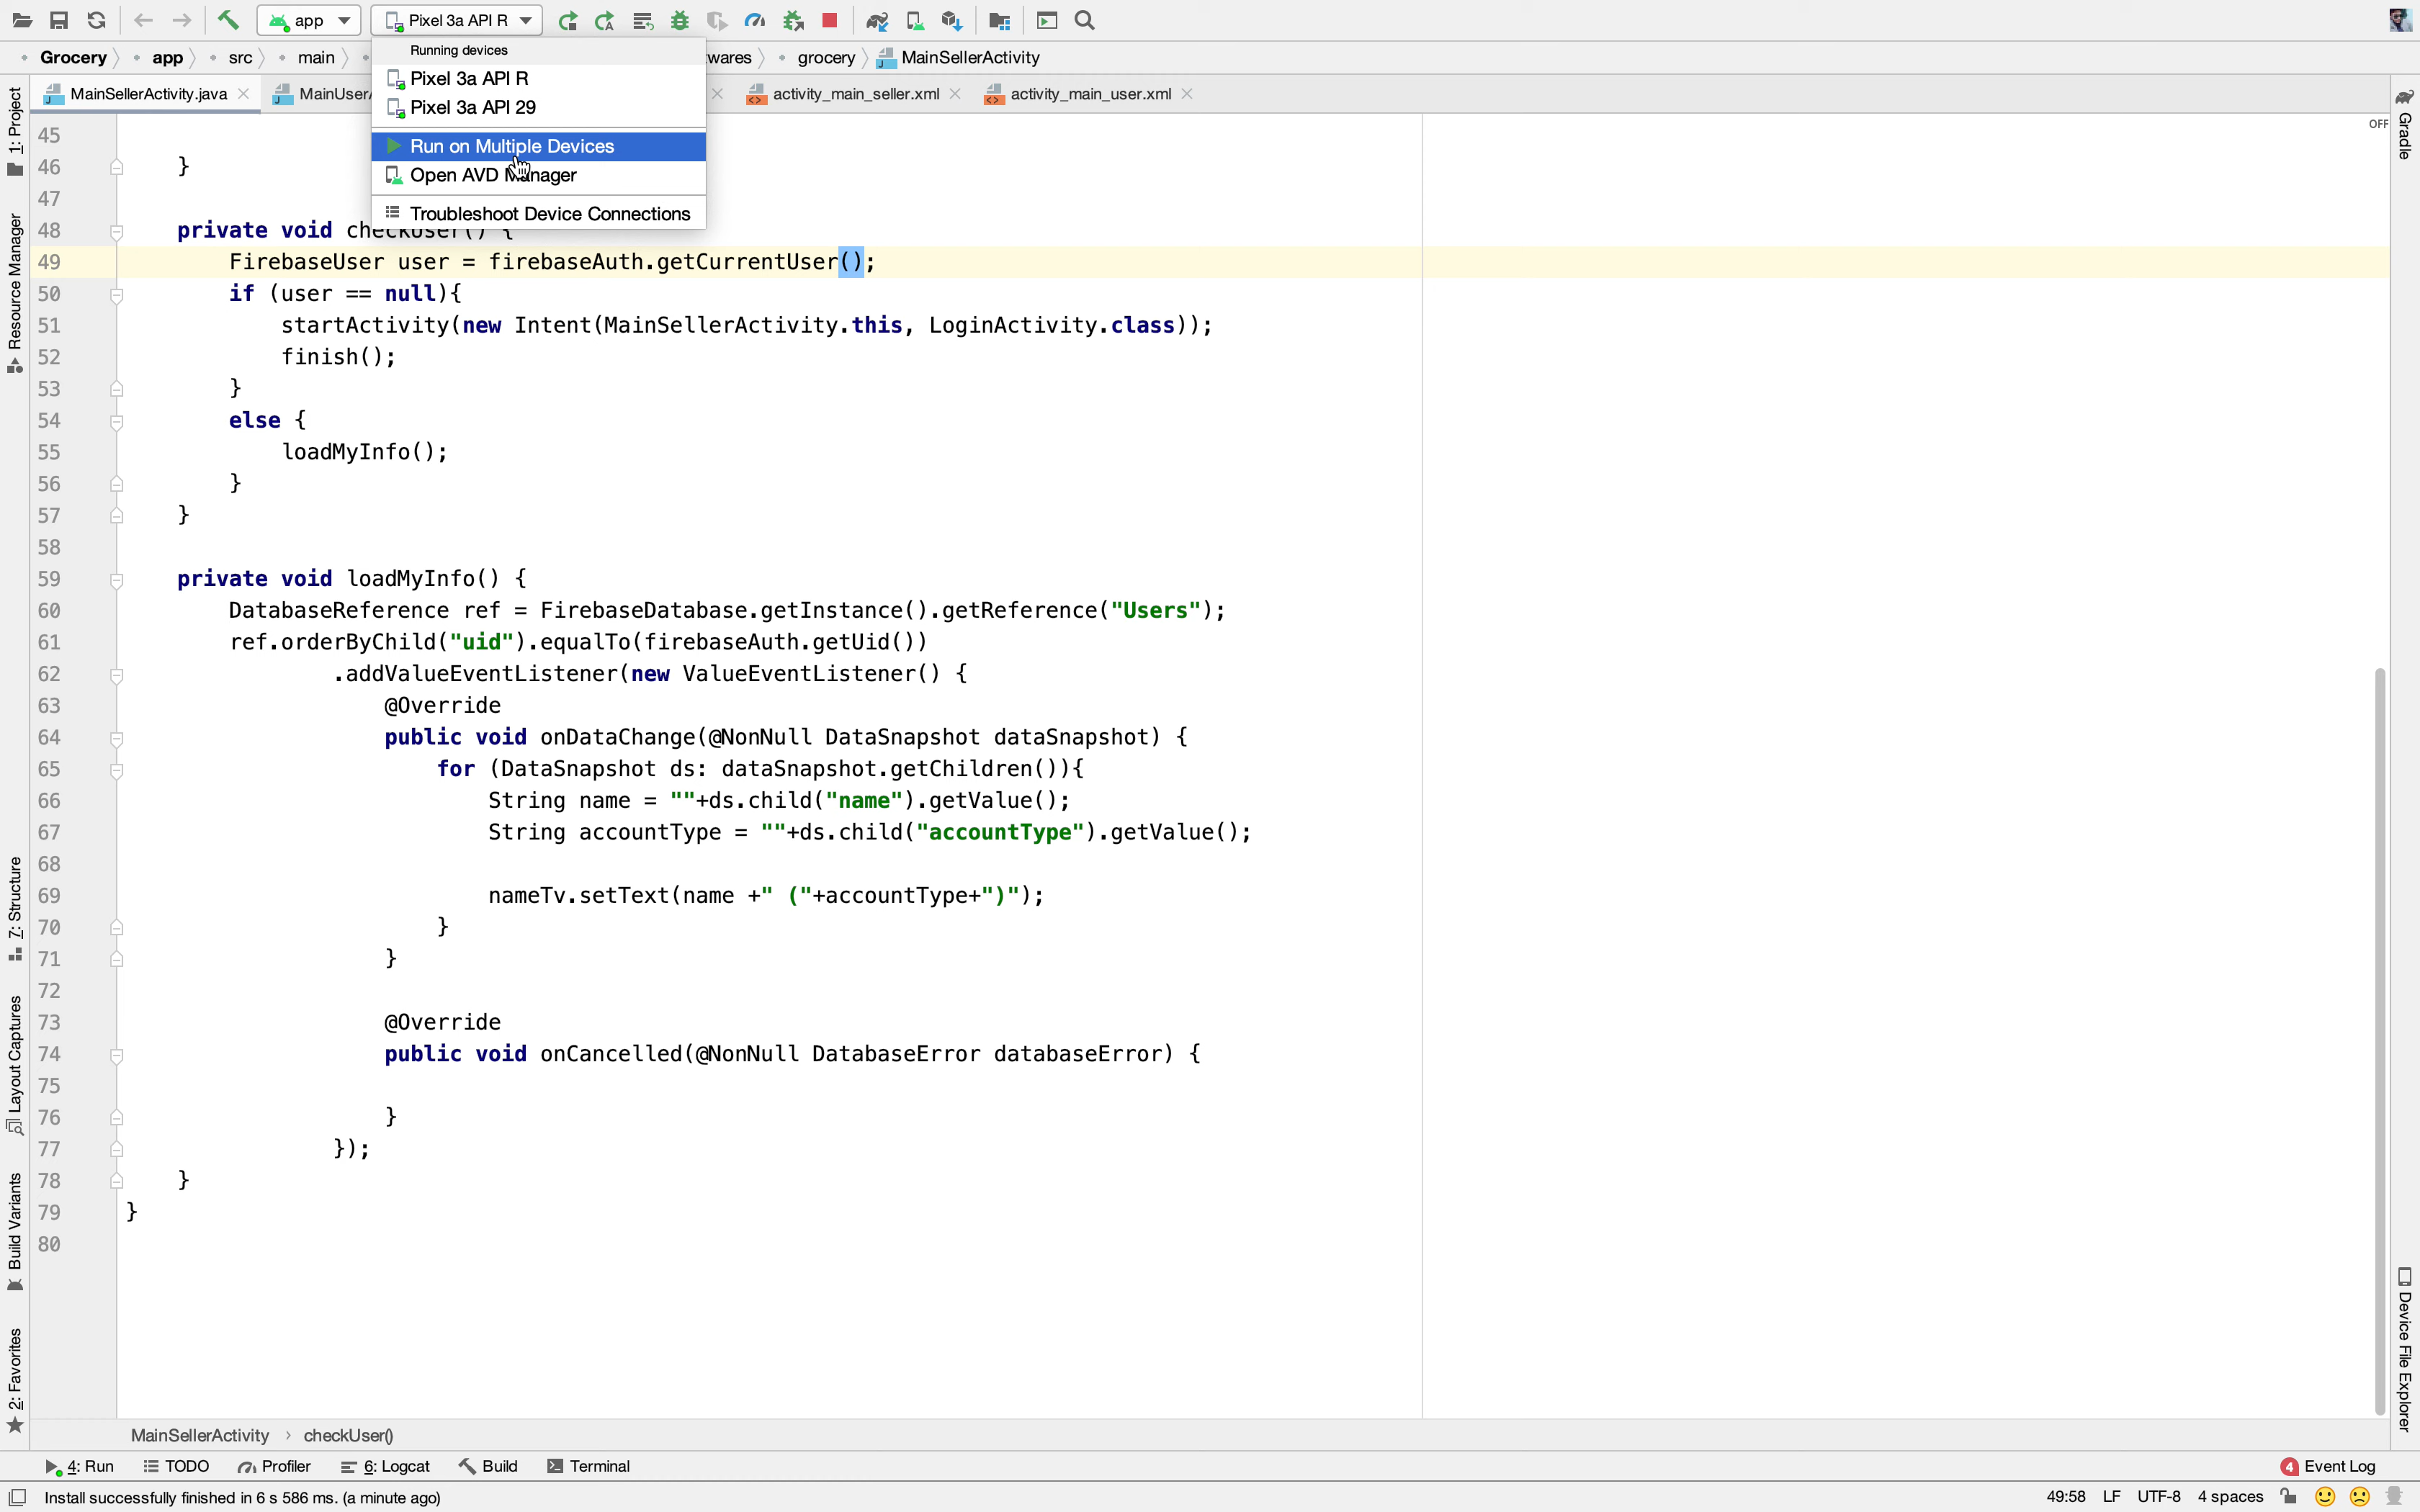 app
Pixel 3a API R
Running devices
Pixel 3a API R
Pixel 3a API 29
Run on Multiple Devices
Open AVD Manager
Troubleshoot Device Connections
Grocery app src main wares grocery MainSellerActivity
MainSellerActivity.java MainUserA activity_main_seller.xml activity_main_user.xml
1: Project
Resource Manager
7: Structure
Layout Captures
Build Variants
2: Favorites
OFF
Gradle
Device File Explorer
45
46 }
47
48 private void checkUser() {
49 FirebaseUser user = firebaseAuth.getCurrentUser();
50 if (user == null){
51 startActivity(new Intent(MainSellerActivity.this, LoginActivity.class));
52 finish();
53 }
54 else {
55 loadMyInfo();
56 }
57 }
58
59 private void loadMyInfo() {
60 DatabaseReference ref = FirebaseDatabase.getInstance().getReference("Users");
61 ref.orderByChild("uid").equalTo(firebaseAuth.getUid())
62 .addValueEventListener(new ValueEventListener() {
63 @Override
64 public void onDataChange(@NonNull DataSnapshot dataSnapshot) {
65 for (DataSnapshot ds: dataSnapshot.getChildren()){
66 String name = ""+ds.child("name").getValue();
67 String accountType = ""+ds.child("accountType").getValue();
68
69 nameTv.setText(name +" ("+accountType+")");
70 }
71 }
72
73 @Override
74 public void onCancelled(@NonNull DatabaseError databaseError) {
75
76 }
77 });
78 }
79 }
80
MainSellerActivity › checkUser()
4: Run TODO Profiler 6: Logcat Build Terminal 4 Event Log
Install successfully finished in 6 s 586 ms. (a minute ago) 49:58 LF UTF-8 4 spaces